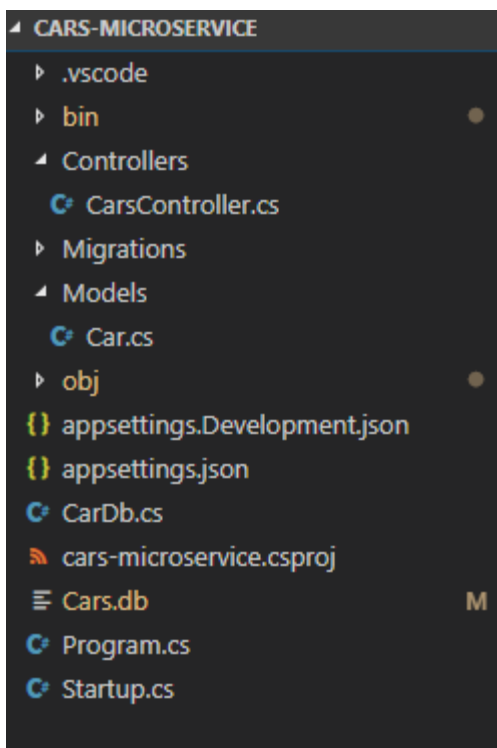 CARS-MICROSERVICE
.vscode
bin
Controllers
C# CarsController.cs
Migrations
Models
C# Car.cs
obj
{} appsettings.Development.json
{} appsettings.json
C# CarDb.cs
cars-microservice.csproj
Cars.db M
C# Program.cs
C# Startup.cs